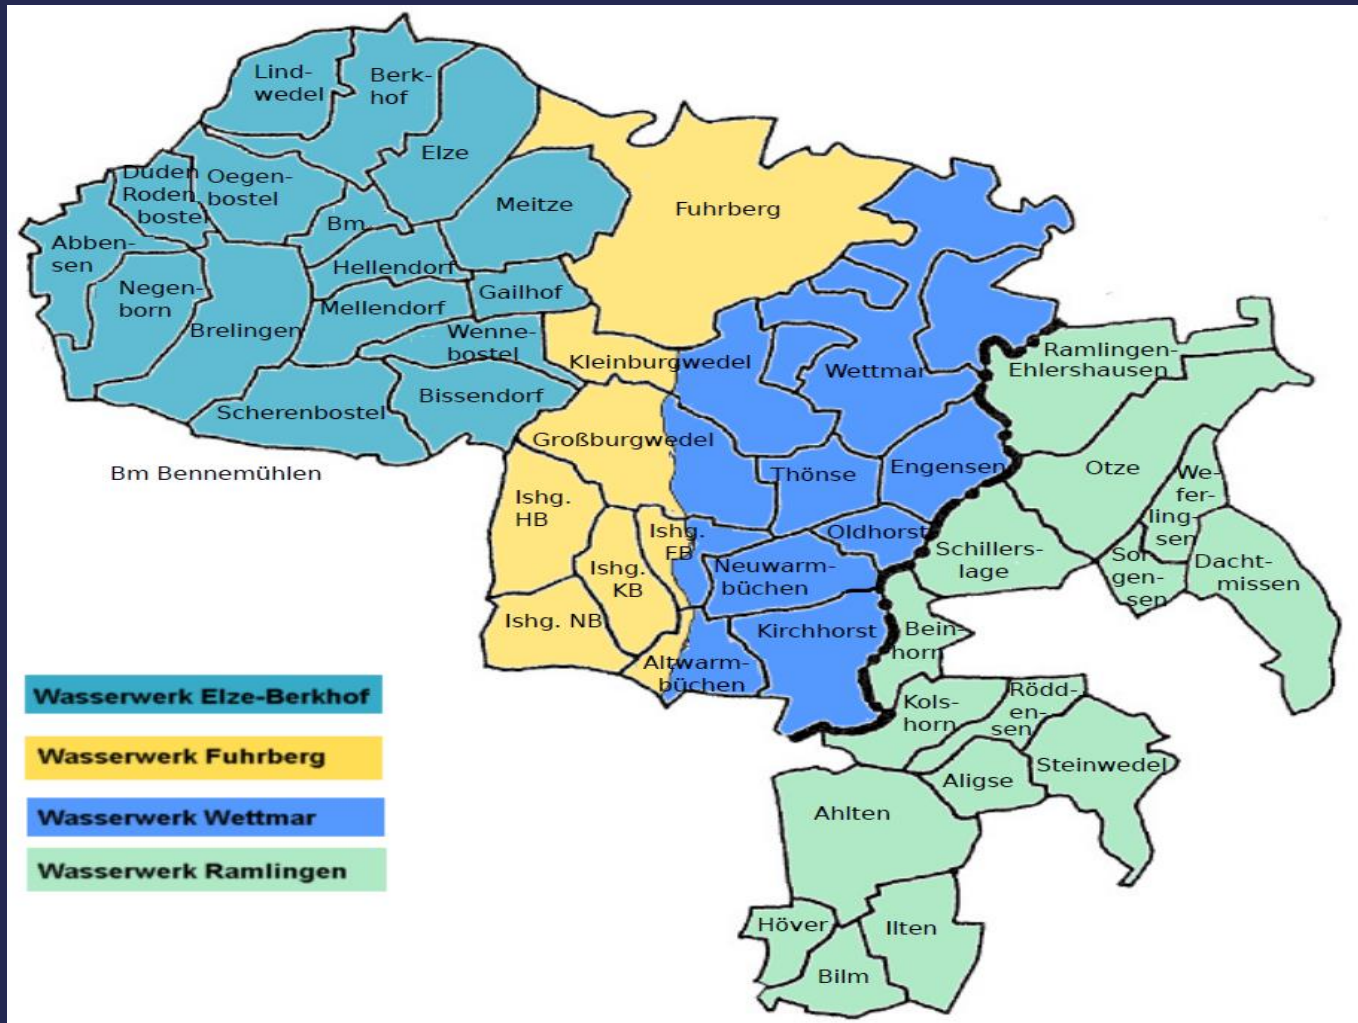 Lind-
wedel
Berk-
hof
Elze
Duden
Roden
bostel
Oegen-
bostel
Bm
Meitze
Fuhrberg
Abben-
sen
Negen-
born
Brelingen
Hellendorf
Mellendorf
Gailhof
Wenne-
bostel
Scherenbostel
Bissendorf
Bm Bennemühlen
Kleinburgwedel
Wettmar
Ramlingen-
Ehlershausen
Großburgwedel
Thönse
Engensen
Otze
We-
fer-
ling-
sen
Ishg.
HB
Ishg.
FB
Ishg.
KB
Ishg. NB
Oldhorst
Neuwarm-
büchen
Schillers-
lage
Sor
gen-
sen
Dacht-
missen
Kirchhorst
Bein-
horn
Altwarm-
büchen
Kols-
horn
Rödd-
en-
sen
Aligse
Steinwedel
Ahlten
Höver
Ilten
Bilm
Wasserwerk Elze-Berkhof
Wasserwerk Fuhrberg
Wasserwerk Wettmar
Wasserwerk Ramlingen